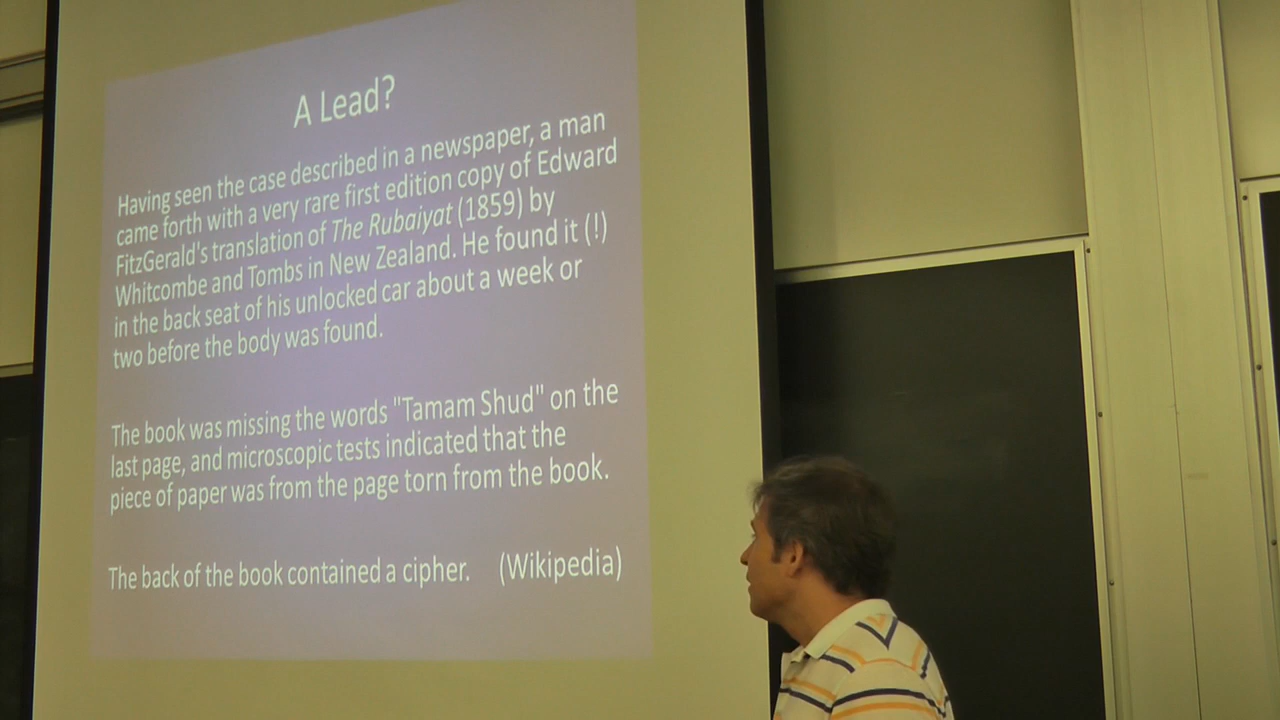 A Lead?
Having seen the case described in a newspaper, a man
came forth with a very rare first edition copy of Edward
FitzGerald's translation of The Rubaiyat (1859) by
Whitcombe and Tombs in New Zealand. He found it (!)
in the back seat of his unlocked car about a week or
two before the body was found.
The book was missing the words "Tamam Shud" on the
last page, and microscopic tests indicated that the
piece of paper was from the page torn from the book.
The back of the book contained a cipher. (Wikipedia)